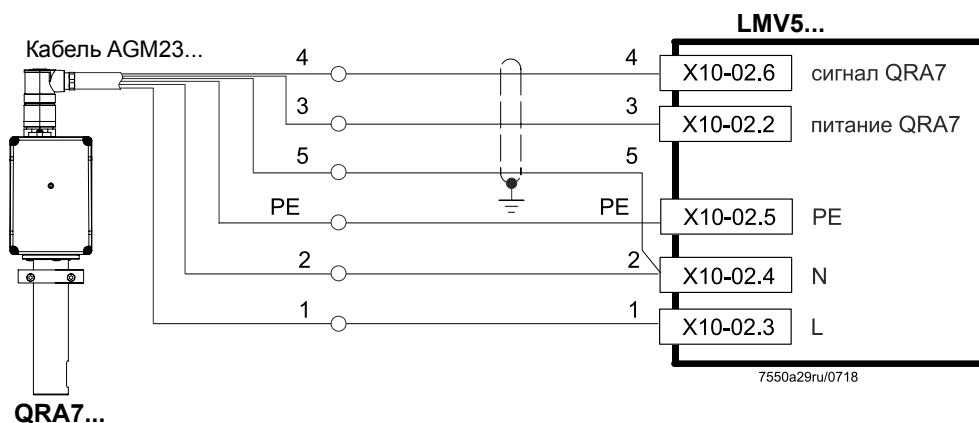 LMV5...
Кабель AGM23...
4 4 X10-02.6 сигнал QRA7
3 3 X10-02.2 питание QRA7
5 5
PE PE X10-02.5 PE
2 2 X10-02.4 N
1 1 X10-02.3 L
7550a29ru/0718
QRA7...